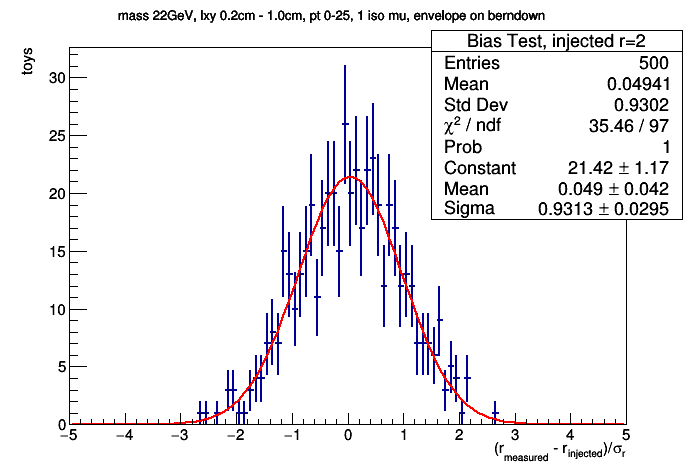 mass 22GeV, lxy 0.2cm - 1.0cm, pt 0-25, 1 iso mu, envelope on berndown
Bias Test, injected r=2
Entries 500
Mean 0.04941
Std Dev 0.9302
χ² / ndf 35.46 / 97
Prob 1
Constant 21.42 ± 1.17
Mean 0.049 ± 0.042
Sigma 0.9313 ± 0.0295
toys
30
25
20
15
10
5
0
−5 −4 −3 −2 −1 0 1 2 3 4 5
(r_measured - r_injected)/σ_r